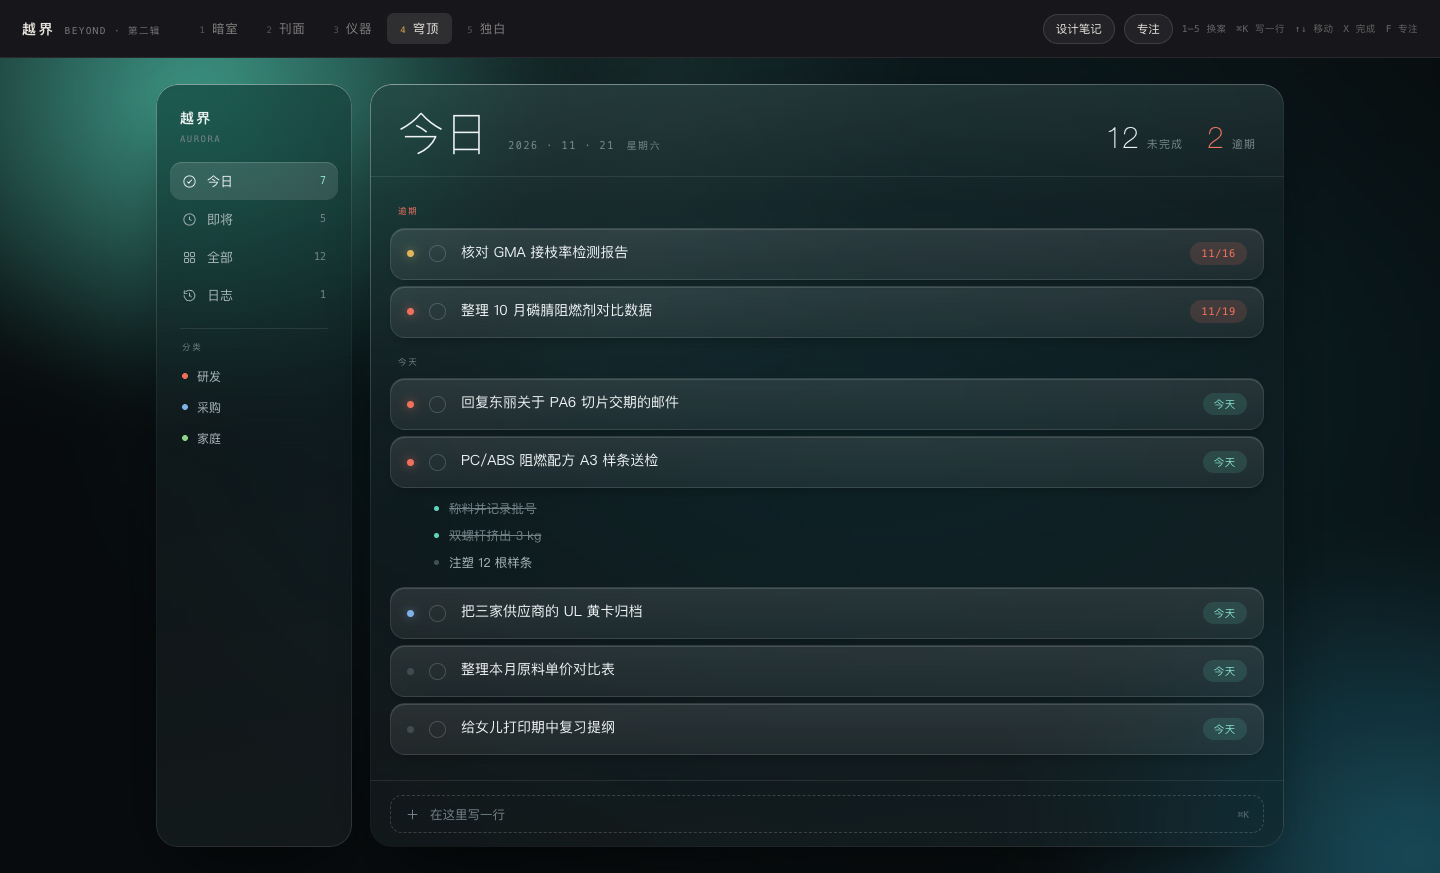 越界 BEYOND · 第二辑 1 暗室 2 刊面 3 仪器 4 穹顶 5 独白 设计笔记 专注 1–5 换案 ⌘K 写一行 ↑↓ 移动 X 完成 F 专注
越界
AURORA
今日 7
即将 5
全部 12
日志 1
分类
研发
采购
家庭
今日 2026 · 11 · 21 星期六 12 未完成 2 逾期
逾期
核对 GMA 接枝率检测报告 11/16
整理 10 月磷腈阻燃剂对比数据 11/19
今天
回复东丽关于 PA6 切片交期的邮件 今天
PC/ABS 阻燃配方 A3 样条送检 今天
称料并记录批号
双螺杆挤出 3 kg
注塑 12 根样条
把三家供应商的 UL 黄卡归档 今天
整理本月原料单价对比表 今天
给女儿打印期中复习提纲 今天
在这里写一行 ⌘K